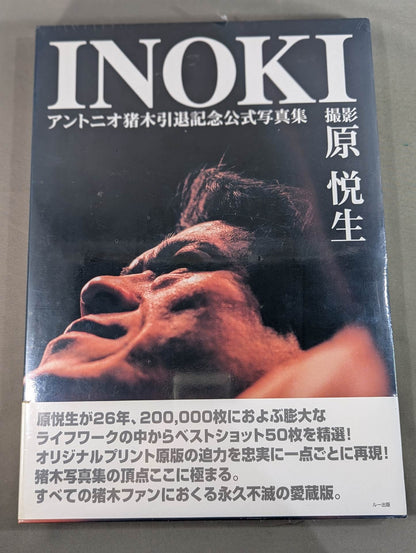 INOKI
アントニオ猪木引退記念公式写真集
撮影 原 悦生
原悦生が26年、200,000枚におよぶ膨大な
ライフワークの中からベストショット50枚を精選!
オリジナルプリント原版の迫力を忠実に一点ごとに再現!
猪木写真集の頂点ここに極まる。
すべての猪木ファンにおくる永久不滅の愛蔵版。
ルー出版